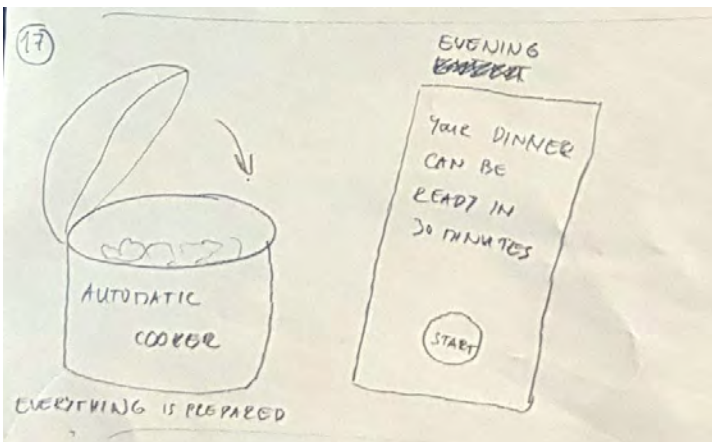 17
EVENING
YOUR DINNER
CAN BE
READY IN
30 MINUTES
START
AUTOMATIC
COOKER
EVERYTHING IS PREPARED